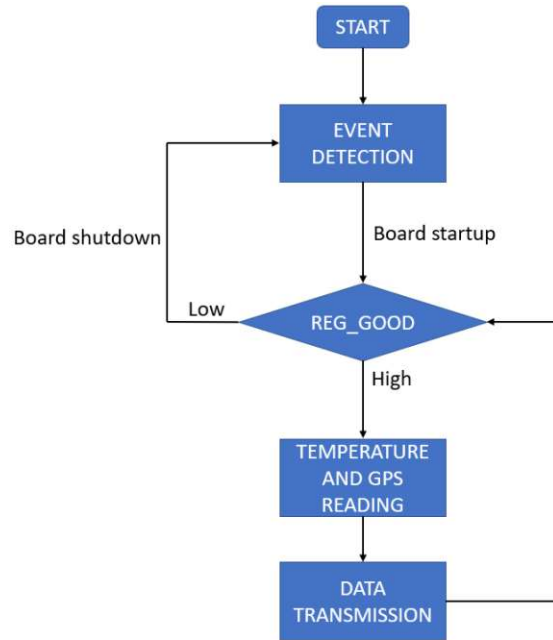 START
EVENT
DETECTION
Board shutdown
Board startup
Low
REG_GOOD
High
TEMPERATURE
AND GPS
READING
DATA
TRANSMISSION